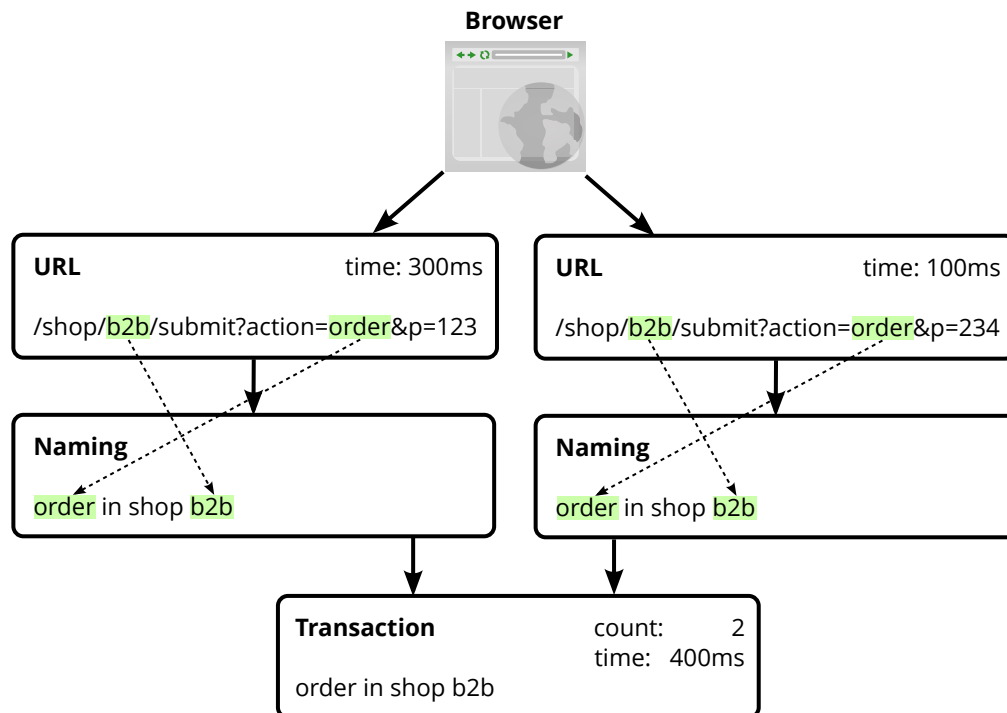 Browser
URL time: 300ms
/shop/b2b/submit?action=order&p=123
URL time: 100ms
/shop/b2b/submit?action=order&p=234
Naming
order in shop b2b
Naming
order in shop b2b
Transaction count: 2
time: 400ms
order in shop b2b